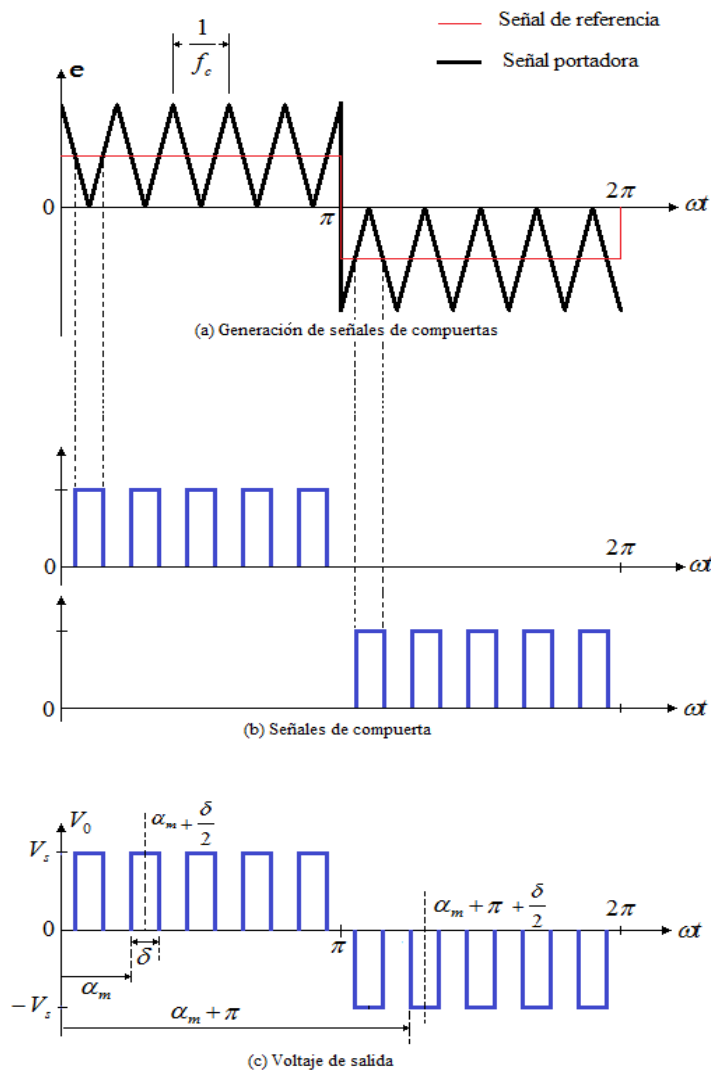 Señal de referencia
Señal portadora
1
f_c
e
0
π
2π
ωt
(a) Generación de señales de compuertas
0
2π
ωt
0
ωt
(b) Señales de compuerta
V_0
α_m + δ/2
V_s
0
π
α_m + π + δ/2
2π
ωt
δ
α_m
−V_s
α_m + π
(c) Voltaje de salida